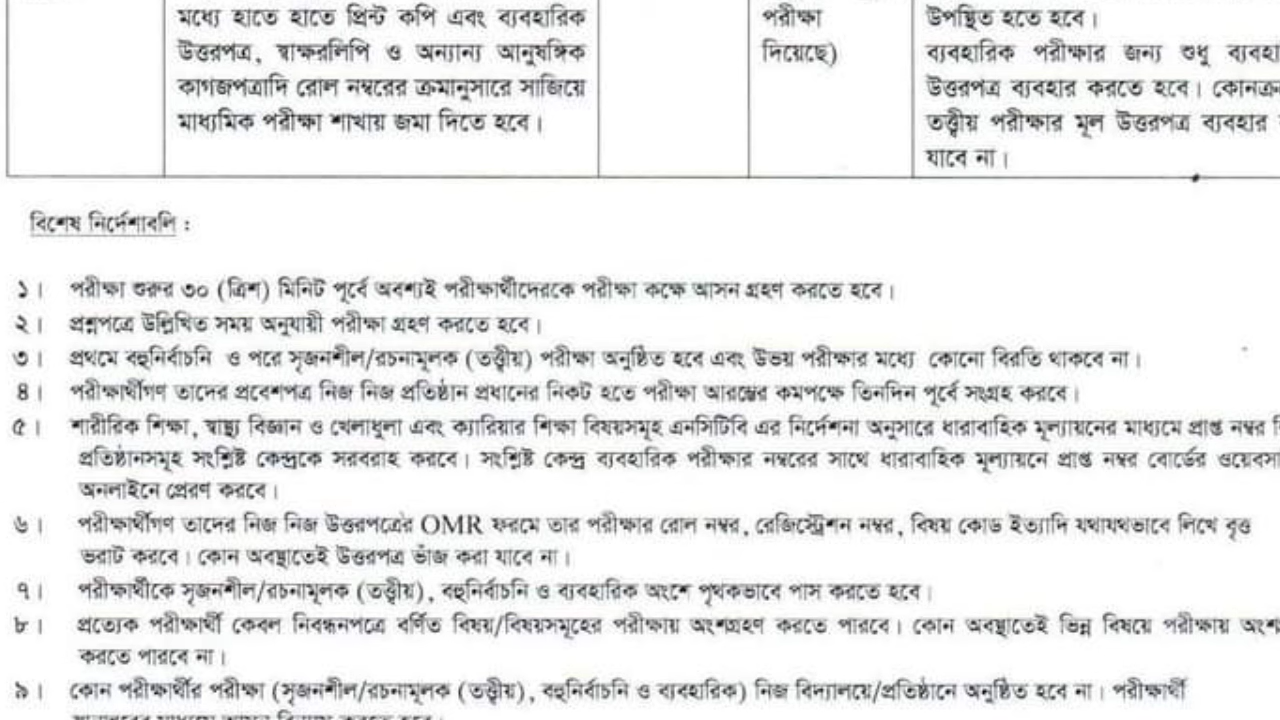 মধ্যে হাতে হাতে প্রিন্ট কপি এবং ব্যবহারিক
উত্তরপত্র, স্বাক্ষরলিপি ও অন্যান্য আনুষঙ্গিক
কাগজপত্রাদি রোল নম্বরের ক্রমানুসারে সাজিয়ে
মাধ্যমিক পরীক্ষা শাখায় জমা দিতে হবে।
পরীক্ষা
দিয়েছে)
উপস্থিত হতে হবে।
ব্যবহারিক পরীক্ষার জন্য শুধু ব্যবহা
উত্তরপত্র ব্যবহার করতে হবে। কোনক্র
তত্ত্বীয় পরীক্ষার মূল উত্তরপত্র ব্যবহার
যাবে না।
বিশেষ নির্দেশাবলি :
১। পরীক্ষা শুরুর ৩০ (ত্রিশ) মিনিট পূর্বে অবশ্যই পরীক্ষার্থীদেরকে পরীক্ষা কক্ষে আসন গ্রহণ করতে হবে।
২। প্রশ্নপত্রে উল্লিখিত সময় অনুযায়ী পরীক্ষা গ্রহণ করতে হবে।
৩। প্রথমে বহুনির্বাচনি ও পরে সৃজনশীল/রচনামূলক (তত্ত্বীয়) পরীক্ষা অনুষ্ঠিত হবে এবং উভয় পরীক্ষার মধ্যে কোনো বিরতি থাকবে না।
৪। পরীক্ষার্থীগণ তাদের প্রবেশপত্র নিজ নিজ প্রতিষ্ঠান প্রধানের নিকট হতে পরীক্ষা আরম্ভের কমপক্ষে তিনদিন পূর্বে সংগ্রহ করবে।
৫। শারীরিক শিক্ষা, স্বাস্থ্য বিজ্ঞান ও খেলাধুলা এবং ক্যারিয়ার শিক্ষা বিষয়সমূহ এনসিটিবি এর নির্দেশনা অনুসারে ধারাবাহিক মূল্যায়নের মাধ্যমে প্রাপ্ত নম্বর
প্রতিষ্ঠানসমূহ সংশ্লিষ্ট কেন্দ্রকে সরবরাহ করবে। সংশ্লিষ্ট কেন্দ্র ব্যবহারিক পরীক্ষার নম্বরের সাথে ধারাবাহিক মূল্যায়নে প্রাপ্ত নম্বর বোর্ডের ওয়েবসা
অনলাইনে প্রেরণ করবে।
৬। পরীক্ষার্থীগণ তাদের নিজ নিজ উত্তরপত্রের OMR ফরমে তার পরীক্ষার রোল নম্বর, রেজিস্ট্রেশন নম্বর, বিষয় কোড ইত্যাদি যথাযথভাবে লিখে বৃত্ত
ভরাট করবে। কোন অবস্থাতেই উত্তরপত্র ভাঁজ করা যাবে না।
৭। পরীক্ষার্থীকে সৃজনশীল/রচনামূলক (তত্ত্বীয়), বহুনির্বাচনি ও ব্যবহারিক অংশে পৃথকভাবে পাস করতে হবে।
৮। প্রত্যেক পরীক্ষার্থী কেবল নিবন্ধনপত্রে বর্ণিত বিষয়/বিষয়সমূহের পরীক্ষায় অংশগ্রহণ করতে পারবে। কোন অবস্থাতেই ভিন্ন বিষয়ে পরীক্ষায় অংশ
করতে পারবে না।
৯। কোন পরীক্ষার্থীর পরীক্ষা (সৃজনশীল/রচনামূলক (তত্ত্বীয়), বহুনির্বাচনি ও ব্যবহারিক) নিজ বিদ্যালয়ে/প্রতিষ্ঠানে অনুষ্ঠিত হবে না। পরীক্ষার্থী